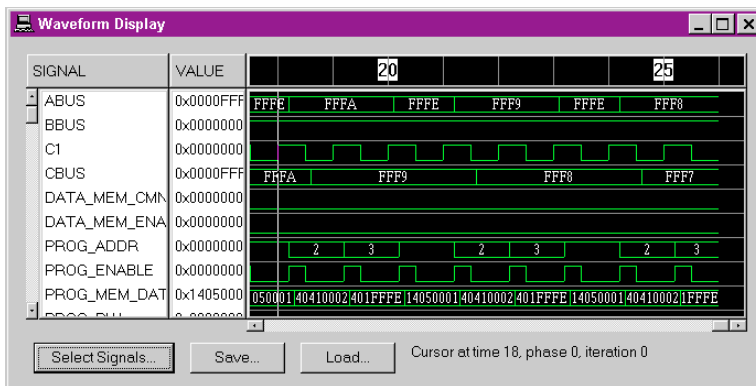 Waveform Display
SIGNAL VALUE 20 25
ABUS 0x0000FFF FFFE FFFA FFFE FFF9 FFFE FFF8
BBUS 0x0000000
C1 0x0000000
CBUS 0x0000FFF FFFA FFF9 FFF8 FFF7
DATA_MEM_CMN 0x0000000
DATA_MEM_ENA 0x0000000
PROG_ADDR 0x0000000 2 3 2 3 2 3
PROG_ENABLE 0x0000000
PROG_MEM_DAT 0x1405000 050001 40410002 401FFFE 14050001 40410002 401FFFE 14050001 40410002 1FFFE
Select Signals... Save... Load... Cursor at time 18, phase 0, iteration 0